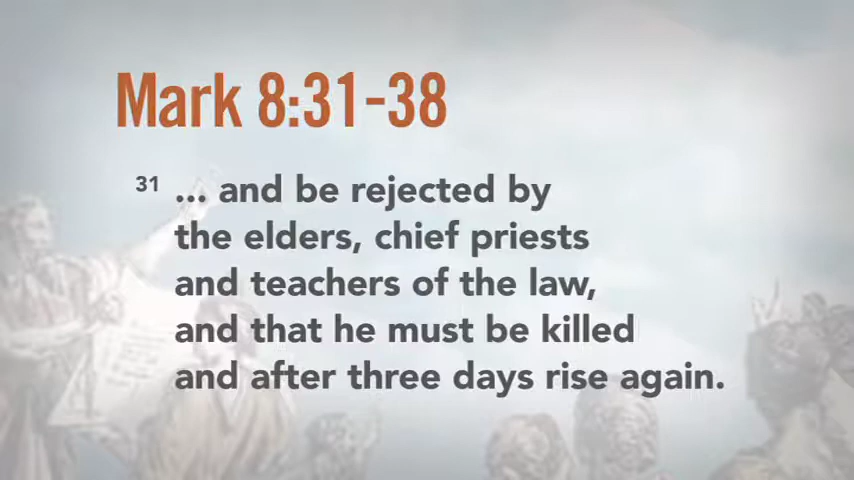 Mark 8:31-38
31 ... and be rejected by
the elders, chief priests
and teachers of the law,
and that he must be killed
and after three days rise again.